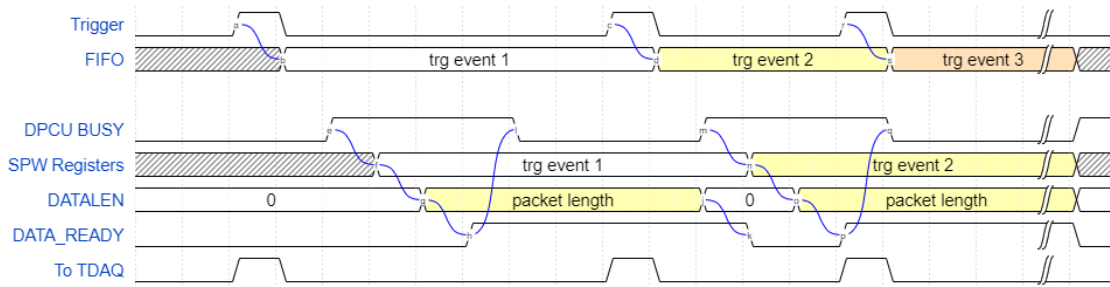 Trigger a c r
FIFO b trg event 1 d trg event 2 s trg event 3
DPCU BUSY e l m q
SPW Registers f trg event 1 n trg event 2
DATALEN 0 g packet length j 0 o packet length
DATA_READY h k p
To TDAQ